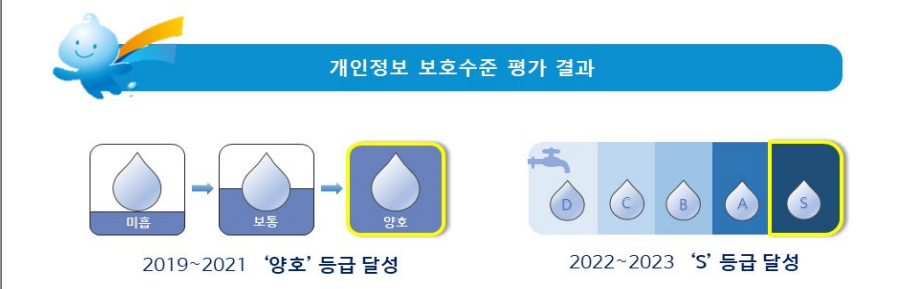 개인정보 보호수준 평가 결과
미흡 보통 양호
D C B A S
2019~2021 ‘양호’ 등급 달성
2022~2023 ‘S’ 등급 달성